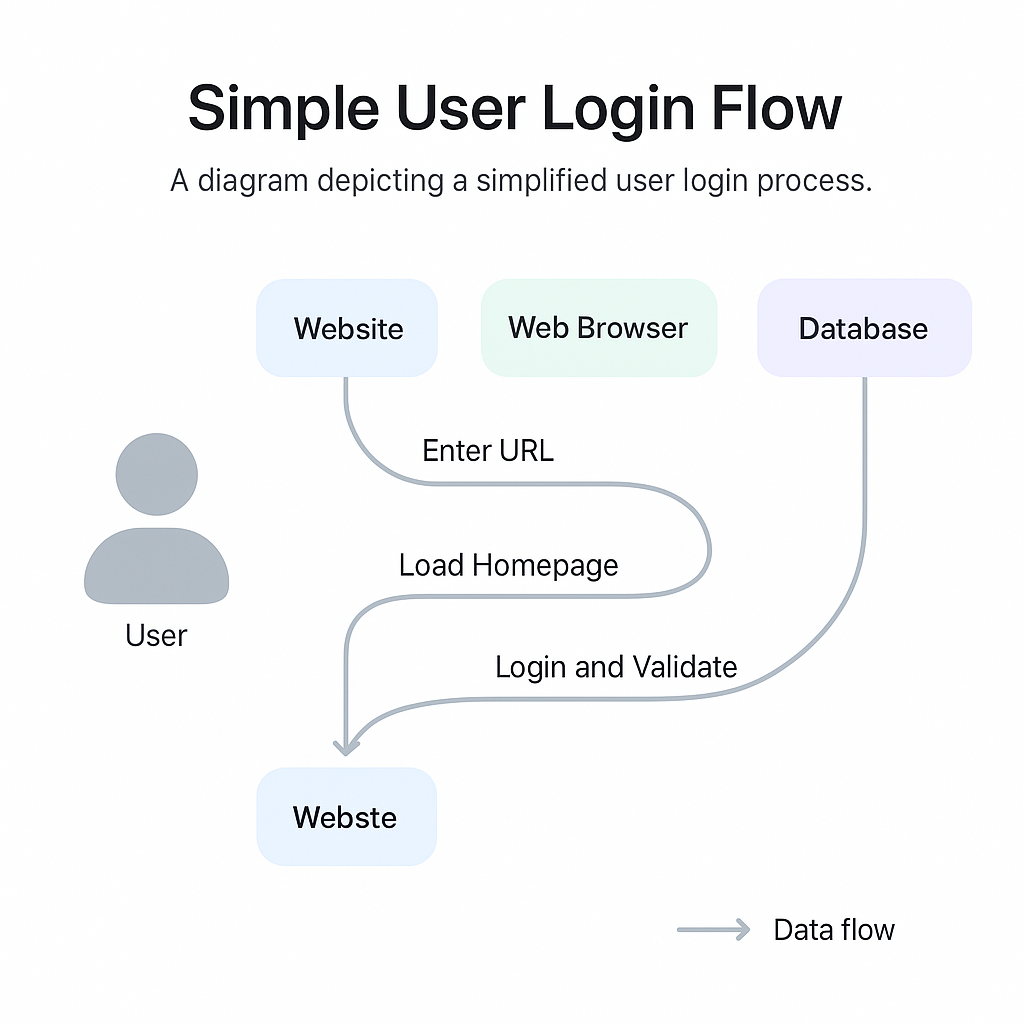 Simple User Login Flow
A diagram depicting a simplified user login process.
Website
Web Browser
Database
Enter URL
Load Homepage
User
Login and Validate
Webste
Data flow